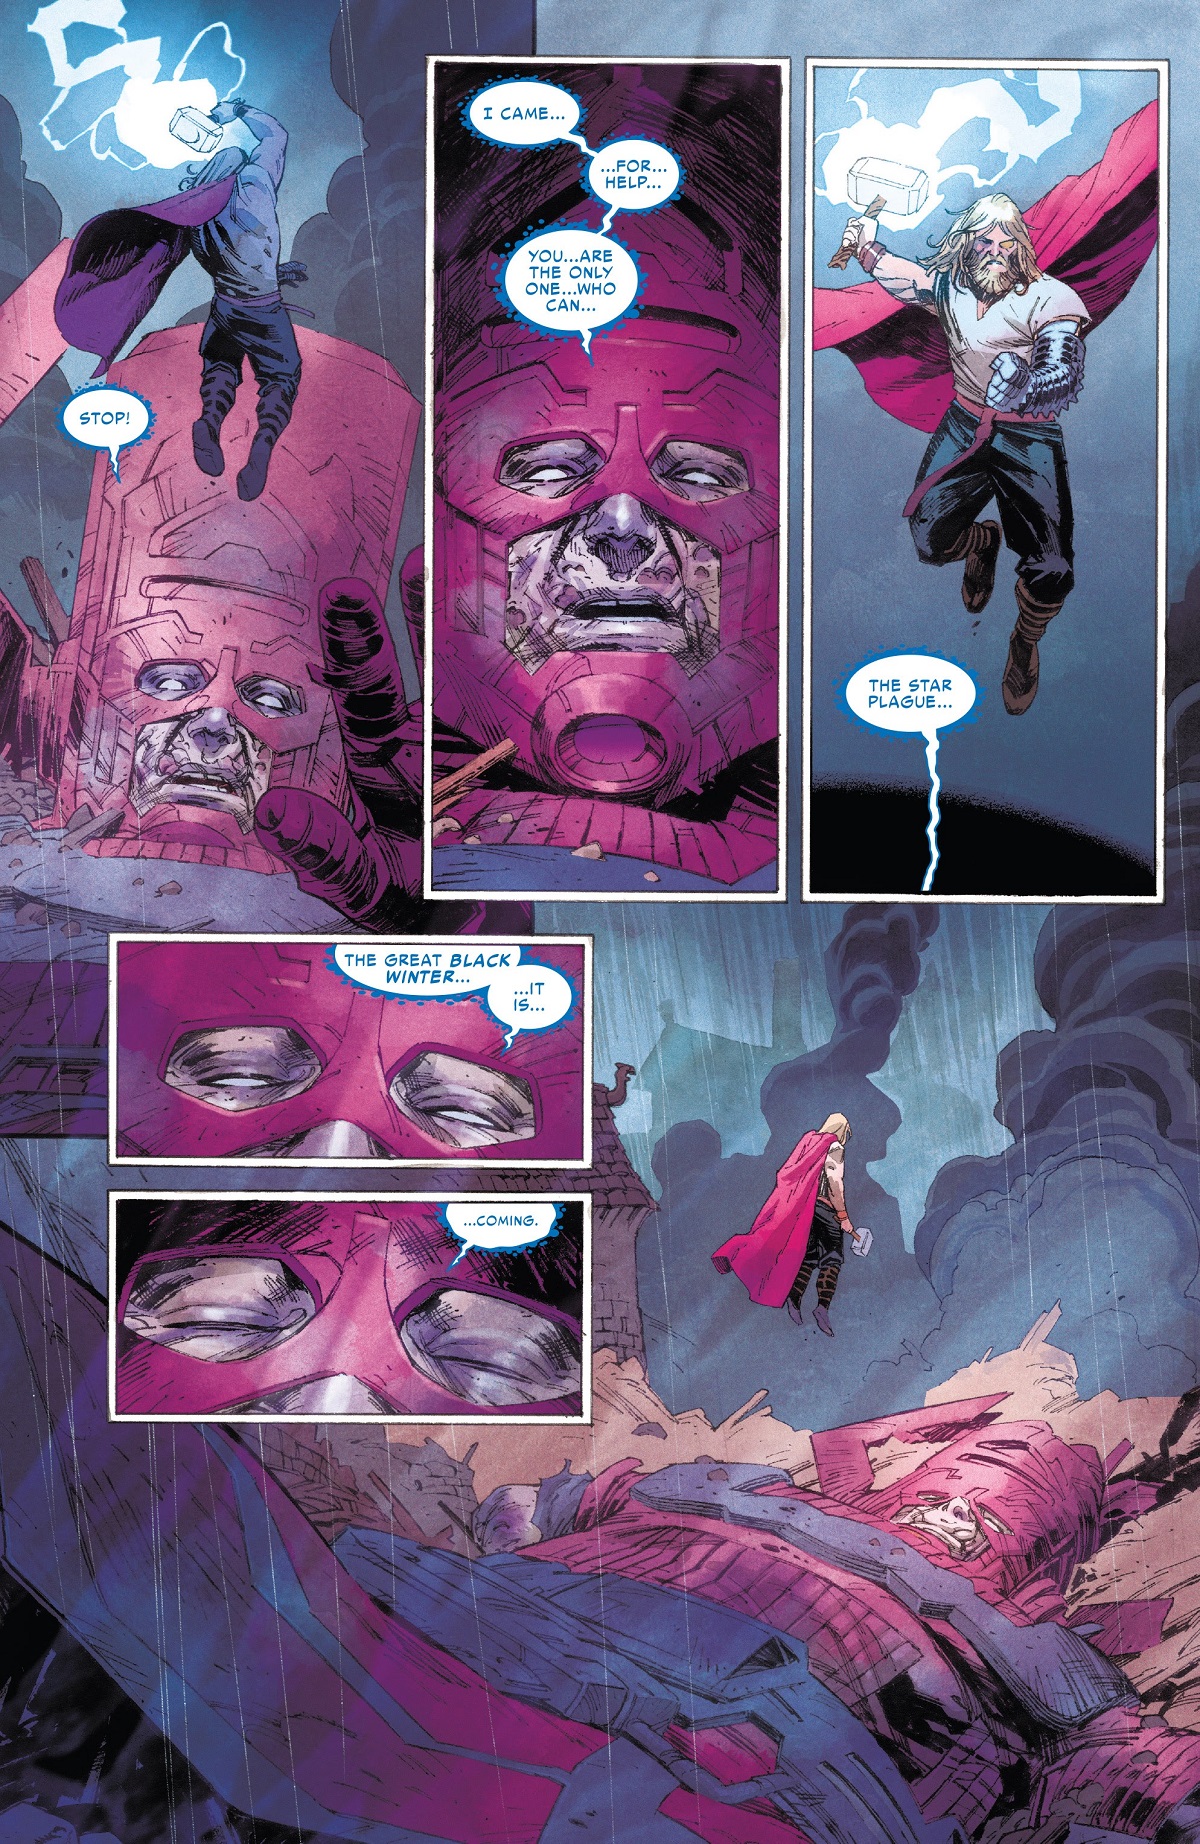 STOP!
I CAME...
...FOR...
HELP...
YOU...ARE
THE ONLY
ONE...WHO
CAN...
THE STAR
PLAGUE...
THE GREAT BLACK
WINTER...
...IT
IS...
...COMING.